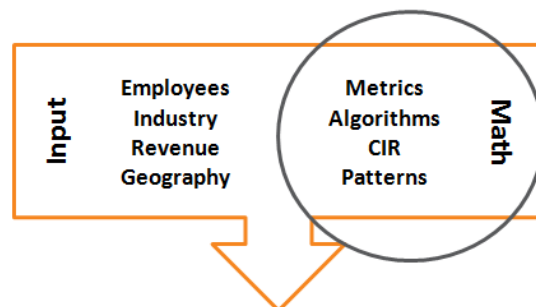 Input
Employees
Industry
Revenue
Geography
Metrics
Algorithms
CIR
Patterns
Math